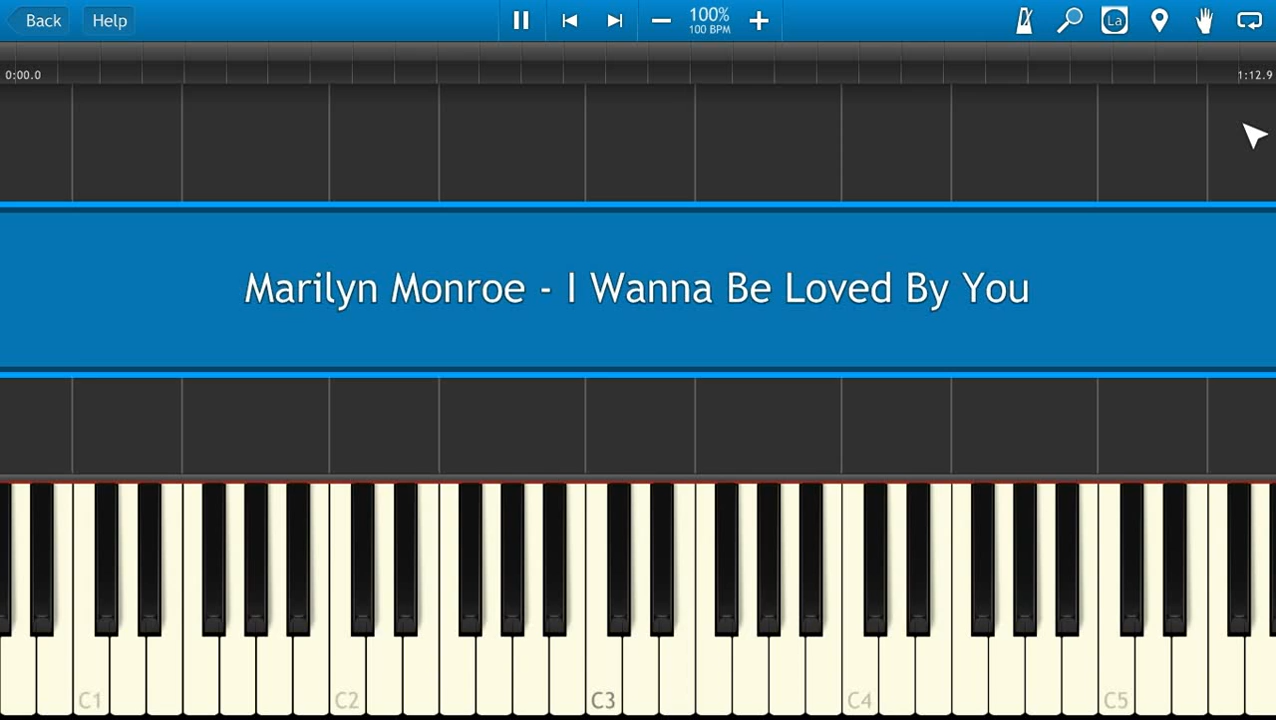 Back Help 100% La
100 BPM
0:00.0 1:12.9
Marilyn Monroe - I Wanna Be Loved By You
C1 C2 C3 C4 C5